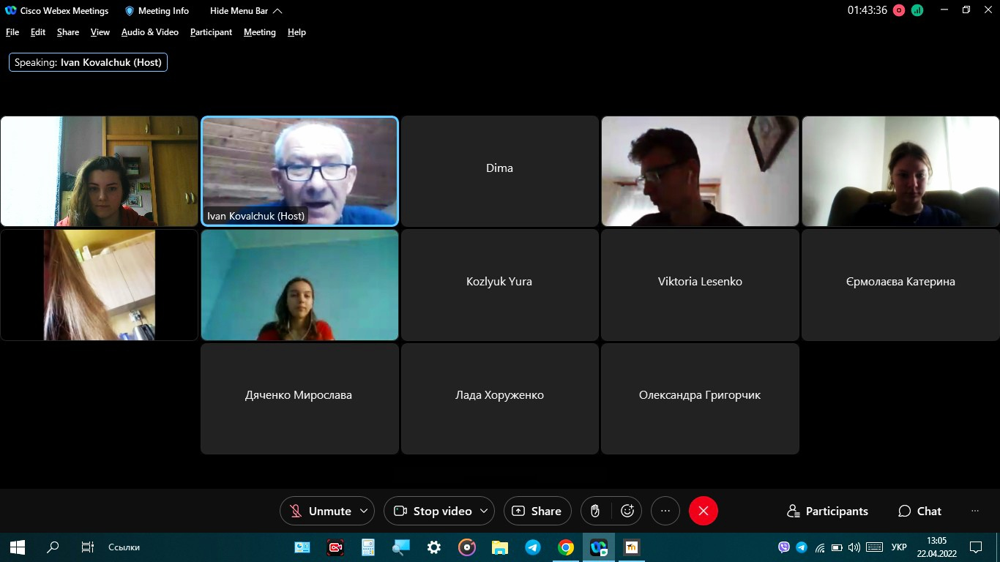 Cisco Webex Meetings Meeting Info Hide Menu Bar 01:43:36
File Edit Share View Audio & Video Participant Meeting Help
Speaking: Ivan Kovalchuk (Host)
Dima
Ivan Kovalchuk (Host)
Kozlyuk Yura Viktoria Lesenko Єрмолаєва Катерина
Дяченко Мирослава Лада Хоруженко Олександра Григорчик
Unmute Stop video Share Participants Chat
Ссылки УКР 13:05
22.04.2022